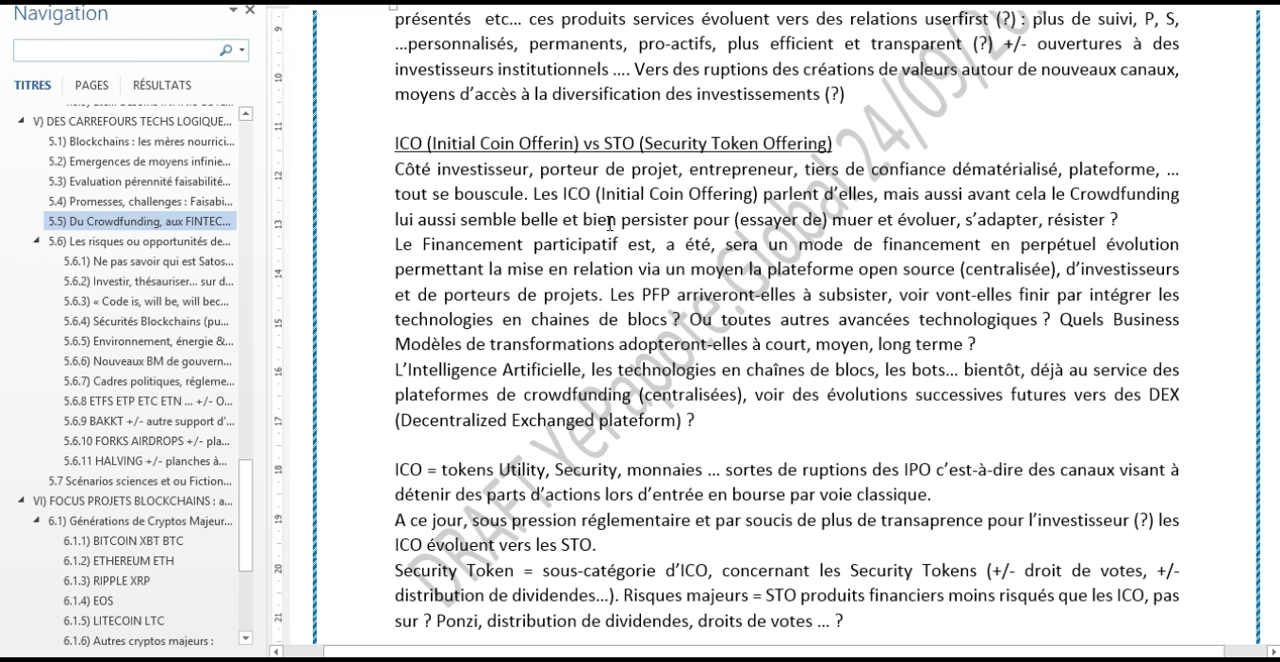 Navigation
TITRES PAGES RÉSULTATS
V) DES CARREFOURS TECHS LOGIQUE...
5.1) Blockchains : les mères nourrici...
5.2) Emergences de moyens infinie...
5.3) Evaluation pérennité faisabilité...
5.4) Promesses, challenges : Faisabi...
5.5) Du Crowdfunding, aux FINTEC...
5.6) Les risques ou opportunités de...
5.6.1) Ne pas savoir qui est Satos...
5.6.2) Investir, thésauriser... sur d...
5.6.3) « Code is, will be, will bec...
5.6.4) Sécurités Blockchains (pu...
5.6.5) Environnement, énergie &...
5.6.6) Nouveaux BM de gouvern...
5.6.7) Cadres politiques, régleme...
5.6.8 ETFS ETP ETC ETN ... +/- O...
5.6.9 BAKKT +/- autre support d'...
5.6.10 FORKS AIRDROPS +/- pla...
5.6.11 HALVING +/- planches à...
5.7 Scénarios sciences et ou Fiction...
VI) FOCUS PROJETS BLOCKCHAINS : a...
6.1) Générations de Cryptos Majeur...
6.1.1) BITCOIN XBT BTC
6.1.2) ETHEREUM ETH
6.1.3) RIPPLE XRP
6.1.4) EOS
6.1.5) LITECOIN LTC
6.1.6) Autres cryptos majeurs :
9
10
11
12
13
14
15
16
17
18
19
20
21
présentés etc... ces produits services évoluent vers des relations userfirst (?) : plus de suivi, P, S,
...personnalisés, permanents, pro-actifs, plus efficient et transparent (?) +/- ouvertures à des
investisseurs institutionnels .... Vers des ruptions des créations de valeurs autour de nouveaux canaux,
moyens d'accès à la diversification des investissements (?)
ICO (Initial Coin Offerin) vs STO (Security Token Offering)
Côté investisseur, porteur de projet, entrepreneur, tiers de confiance dématérialisé, plateforme, ...
tout se bouscule. Les ICO (Initial Coin Offering) parlent d'elles, mais aussi avant cela le Crowdfunding
lui aussi semble belle et bien persister pour (essayer de) muer et évoluer, s'adapter, résister ?
Le Financement participatif est, a été, sera un mode de financement en perpétuel évolution
permettant la mise en relation via un moyen la plateforme open source (centralisée), d'investisseurs
et de porteurs de projets. Les PFP arriveront-elles à subsister, voir vont-elles finir par intégrer les
technologies en chaines de blocs ? Ou toutes autres avancées technologiques ? Quels Business
Modèles de transformations adopteront-elles à court, moyen, long terme ?
L'Intelligence Artificielle, les technologies en chaînes de blocs, les bots... bientôt, déjà au service des
plateformes de crowdfunding (centralisées), voir des évolutions successives futures vers des DEX
(Decentralized Exchanged plateform) ?
ICO = tokens Utility, Security, monnaies ... sortes de ruptions des IPO c'est-à-dire des canaux visant à
détenir des parts d'actions lors d'entrée en bourse par voie classique.
A ce jour, sous pression réglementaire et par soucis de plus de transaprence pour l'investisseur (?) les
ICO évoluent vers les STO.
Security Token = sous-catégorie d'ICO, concernant les Security Tokens (+/- droit de votes, +/-
distribution de dividendes...). Risques majeurs = STO produits financiers moins risqués que les ICO, pas
sur ? Ponzi, distribution de dividendes, droits de votes ... ?
DRAFT YePappte.Global 24/09/20